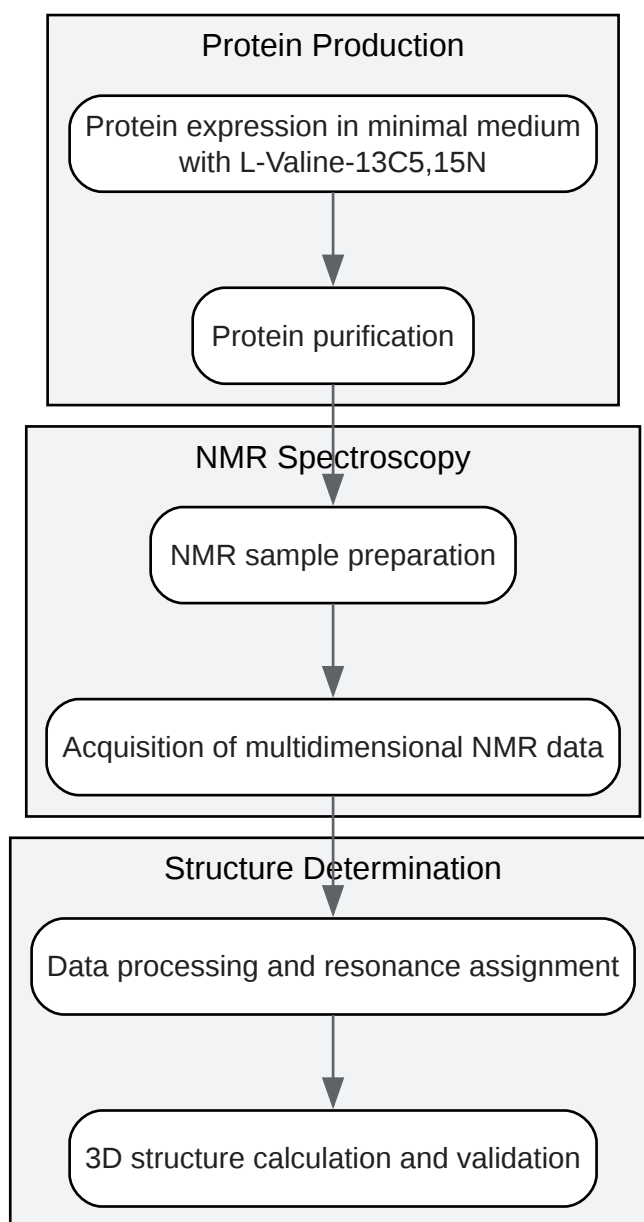 Protein Production
Protein expression in minimal medium
with L-Valine-13C5,15N
Protein purification
NMR Spectroscopy
NMR sample preparation
Acquisition of multidimensional NMR data
Structure Determination
Data processing and resonance assignment
3D structure calculation and validation